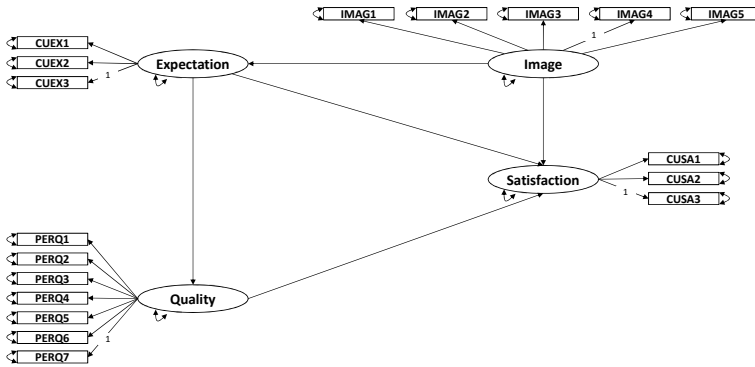 IMAG1 IMAG2 IMAG3 IMAG4 IMAG5
1
CUEX1
CUEX2
CUEX3
1
Expectation
Image
CUSA1
CUSA2
CUSA3
1
Satisfaction
PERQ1
PERQ2
PERQ3
PERQ4
PERQ5
PERQ6
PERQ7
1
Quality